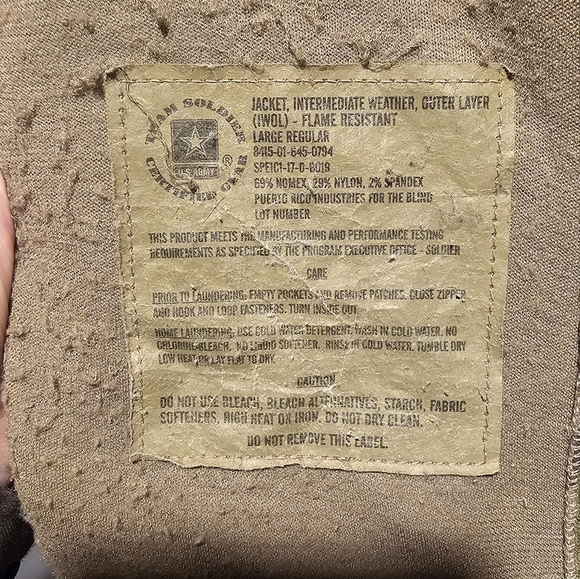 TEAM SOLDIER
CERTIFIED GEAR
U.S. ARMY
®
JACKET, INTERMEDIATE WEATHER, OUTER LAYER
(IWOL) - FLAME RESISTANT
LARGE REGULAR
8415-01-645-0794
SPE1C1-17-D-B019
69% NOMEX, 29% NYLON, 2% SPANDEX
PUERTO RICO INDUSTRIES FOR THE BLIND
LOT NUMBER
THIS PRODUCT MEETS THE MANUFACTURING AND PERFORMANCE TESTING
REQUIREMENTS AS SPECIFIED BY THE PROGRAM EXECUTIVE OFFICE - SOLDIER
CARE
PRIOR TO LAUNDERING: EMPTY POCKETS AND REMOVE PATCHES. CLOSE ZIPPER
AND HOOK AND LOOP FASTENERS. TURN INSIDE OUT.
HOME LAUNDERING: USE COLD WATER DETERGENT. WASH IN COLD WATER. NO
CHLORINE BLEACH. NO LIQUID SOFTENER. RINSE IN COLD WATER. TUMBLE DRY
LOW HEAT, OR LAY FLAT TO DRY.
CAUTION
DO NOT USE BLEACH, BLEACH ALTERNATIVES, STARCH, FABRIC
SOFTENERS, HIGH HEAT OR IRON. DO NOT DRY CLEAN.
DO NOT REMOVE THIS LABEL.